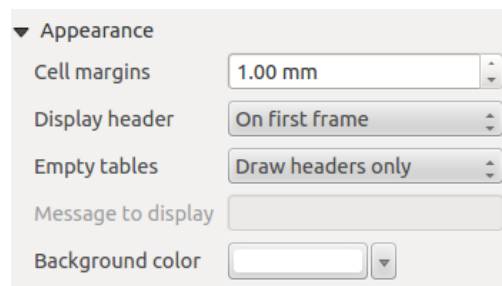 Appearance
Cell margins 1.00 mm
Display header On first frame
Empty tables Draw headers only
Message to display
Background color